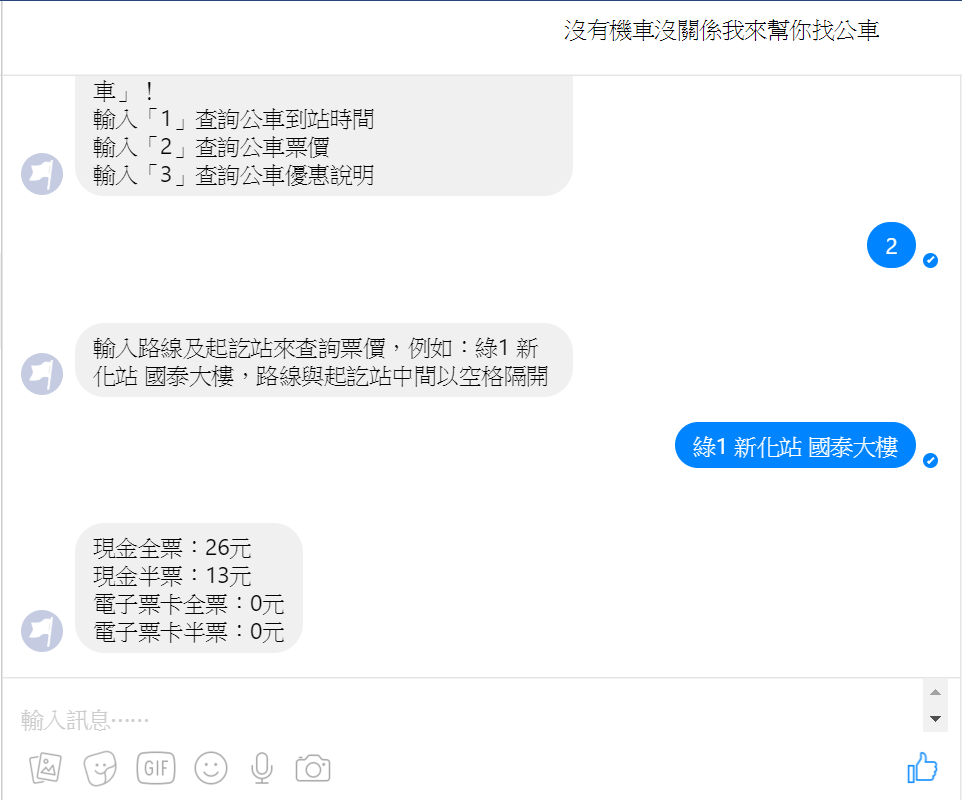 沒有機車沒關係我來幫你找公車
車」！
輸入「1」查詢公車到站時間
輸入「2」查詢公車票價
輸入「3」查詢公車優惠說明
2
輸入路線及起訖站來查詢票價，例如：綠1 新
化站 國泰大樓，路線與起訖站中間以空格隔開
綠1 新化站 國泰大樓
現金全票：26元
現金半票：13元
電子票卡全票：0元
電子票卡半票：0元
輸入訊息……
GIF